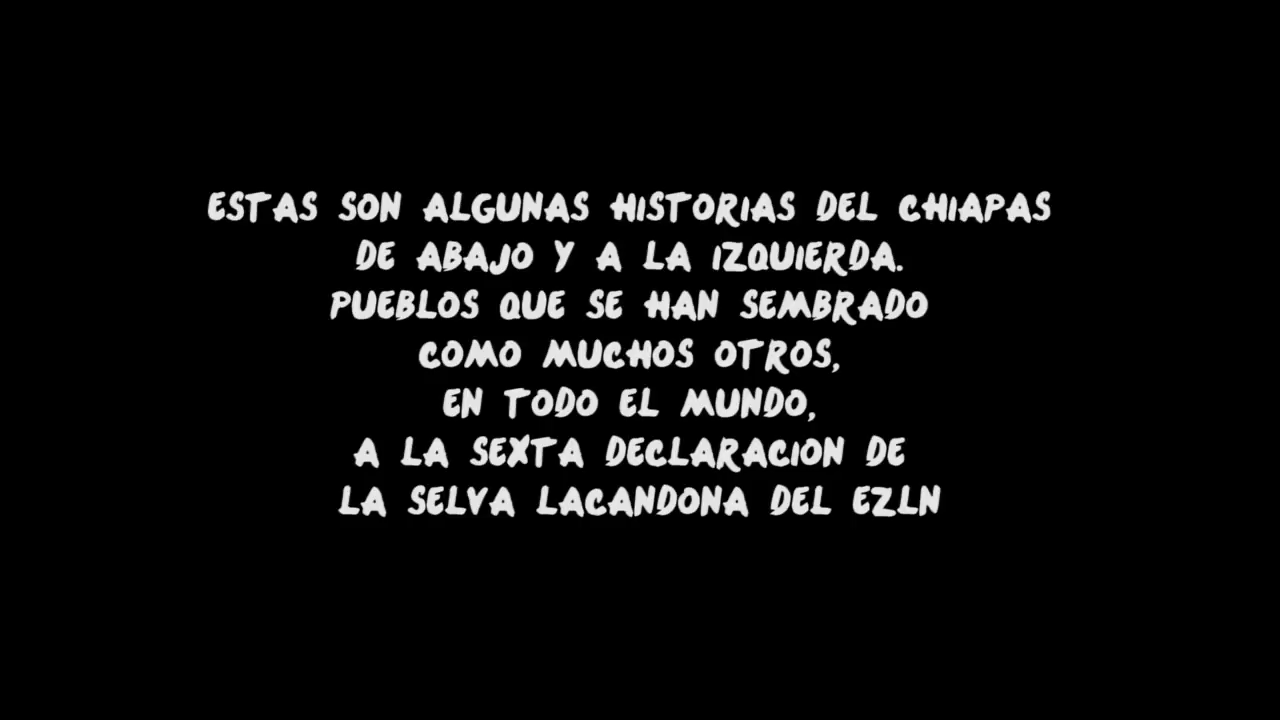 ESTAS SON ALGUNAS HISTORIAS DEL CHIAPAS
DE ABAJO Y A LA IZQUIERDA.
PUEBLOS QUE SE HAN SEMBRADO
COMO MUCHOS OTROS,
EN TODO EL MUNDO,
A LA SEXTA DECLARACION DE
LA SELVA LACANDONA DEL EZLN